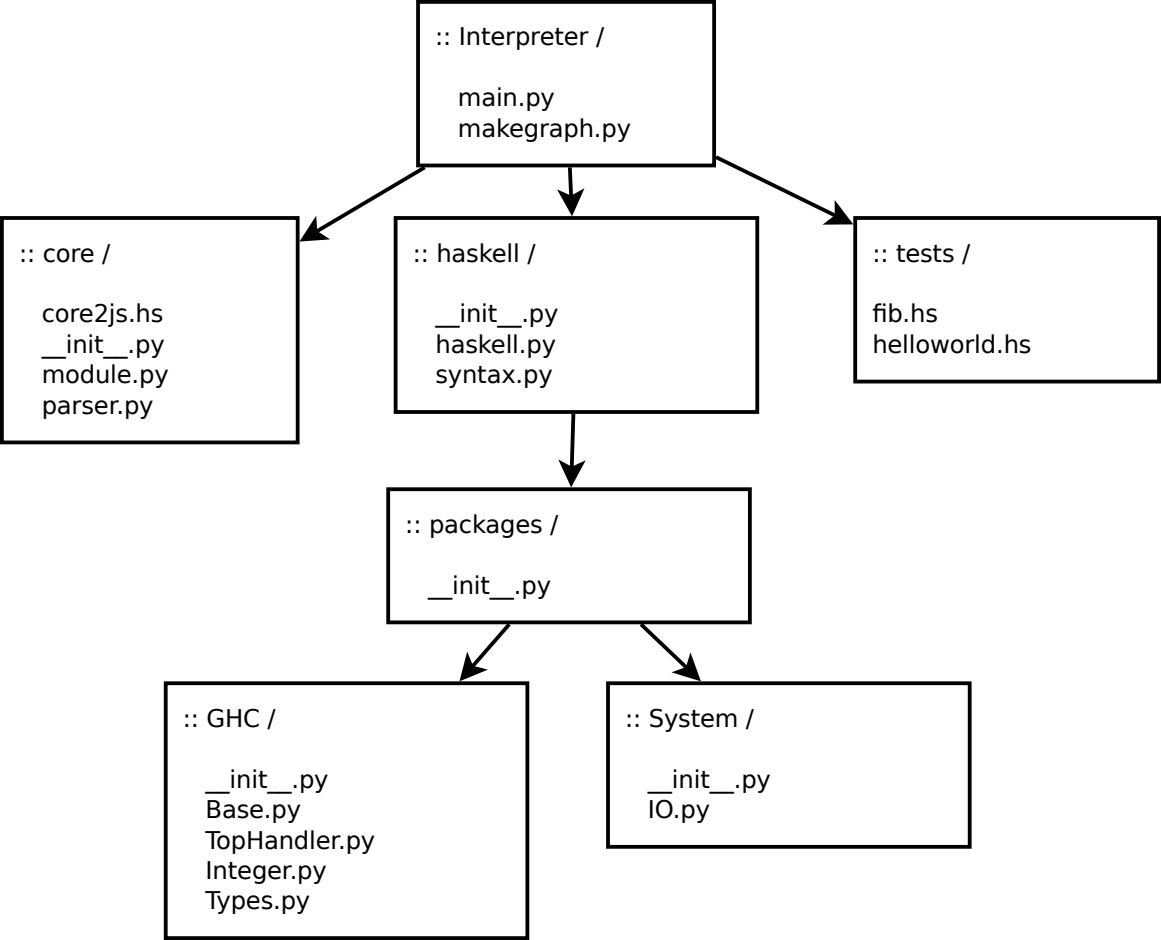 :: Interpreter /
main.py
makegraph.py
:: core /
core2js.hs
__init__.py
module.py
parser.py
:: haskell /
__init__.py
haskell.py
syntax.py
:: tests /
fib.hs
helloworld.hs
:: packages /
__init__.py
:: GHC /
__init__.py
Base.py
TopHandler.py
Integer.py
Types.py
:: System /
__init__.py
IO.py